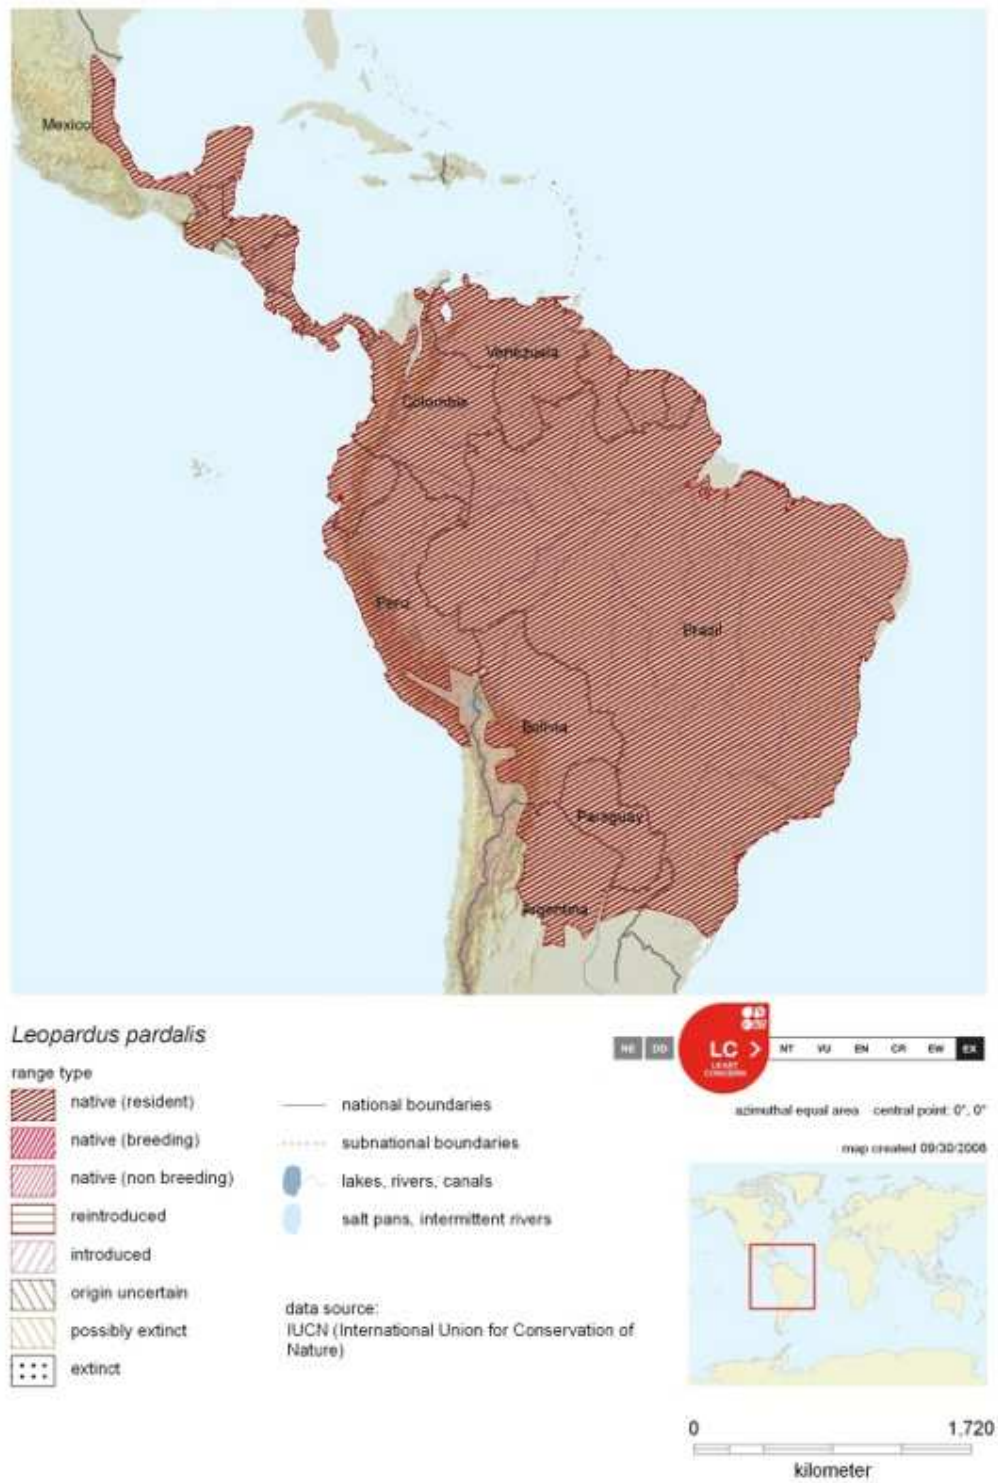 Mexico
Venezuela
Colombia
Peru
Brazil
Bolivia
Paraguay
Argentina
Leopardus pardalis
range type
native (resident)
native (breeding)
native (non breeding)
reintroduced
introduced
origin uncertain
possibly extinct
extinct
national boundaries
subnational boundaries
lakes, rivers, canals
salt pans, intermittent rivers
data source:
IUCN (International Union for Conservation of
Nature)
NE DD LC > NT VU EN CR EW EX
LEAST
CONCERN
azimuthal equal area central point: 0°, 0°
map created 09/30/2008
0 1,720
kilometer